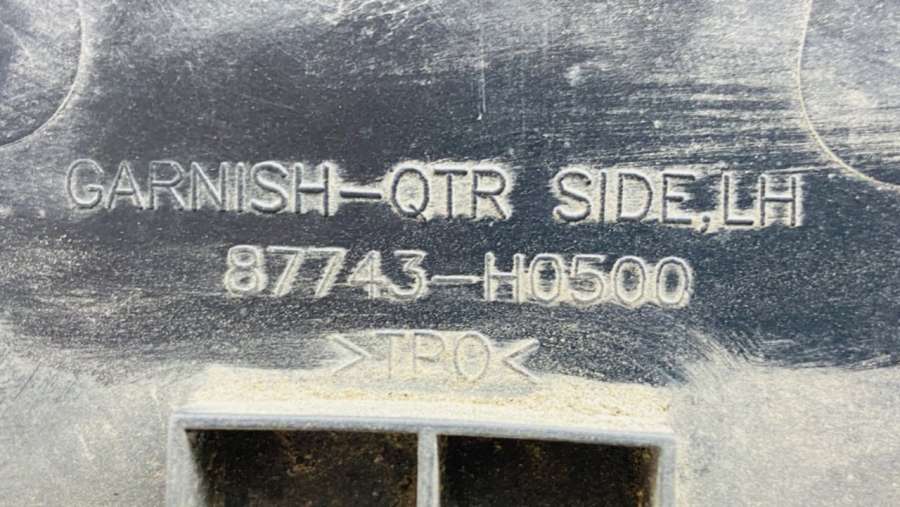 GARNISH-QTR SIDE,LH
87743-H0500
>TPO<